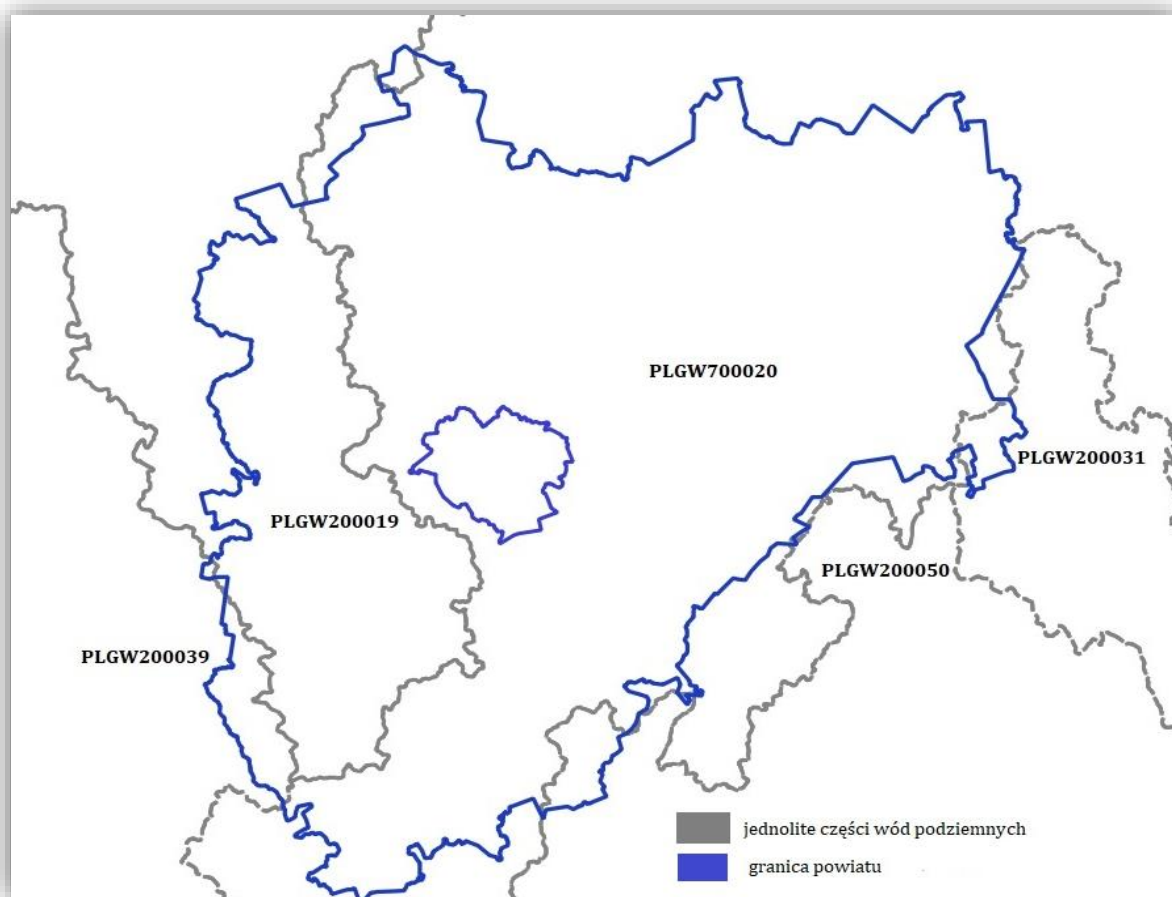 PLGW700020
PLGW200031
PLGW200019
PLGW200050
PLGW200039
jednolite części wód podziemnych
granica powiatu